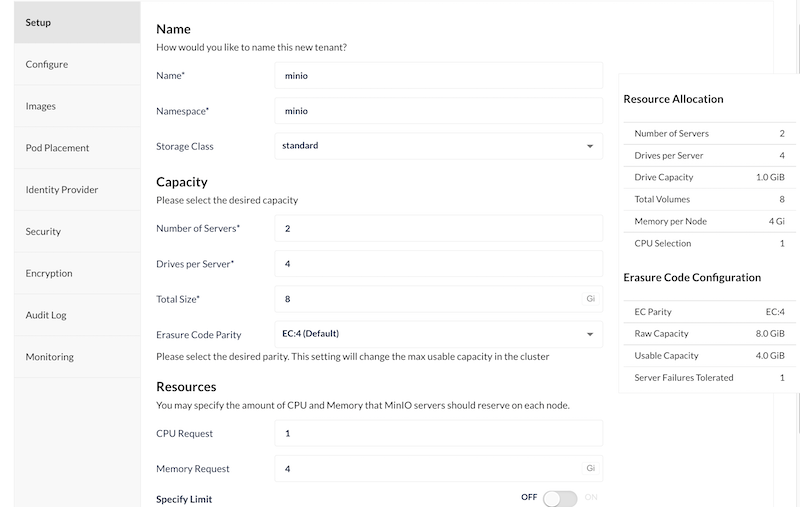 Setup
Configure
Images
Pod Placement
Identity Provider
Security
Encryption
Audit Log
Monitoring
Name
How would you like to name this new tenant?
Name* minio
Namespace* minio
Storage Class standard
Capacity
Please select the desired capacity
Number of Servers* 2
Drives per Server* 4
Total Size* 8 Gi
Erasure Code Parity EC:4 (Default)
Please select the desired parity. This setting will change the max usable capacity in the cluster
Resources
You may specify the amount of CPU and Memory that MinIO servers should reserve on each node.
CPU Request 1
Memory Request 4 Gi
Specify Limit OFF ON
Resource Allocation
Number of Servers 2
Drives per Server 4
Drive Capacity 1.0 GiB
Total Volumes 8
Memory per Node 4 Gi
CPU Selection 1
Erasure Code Configuration
EC Parity EC:4
Raw Capacity 8.0 GiB
Usable Capacity 4.0 GiB
Server Failures Tolerated 1